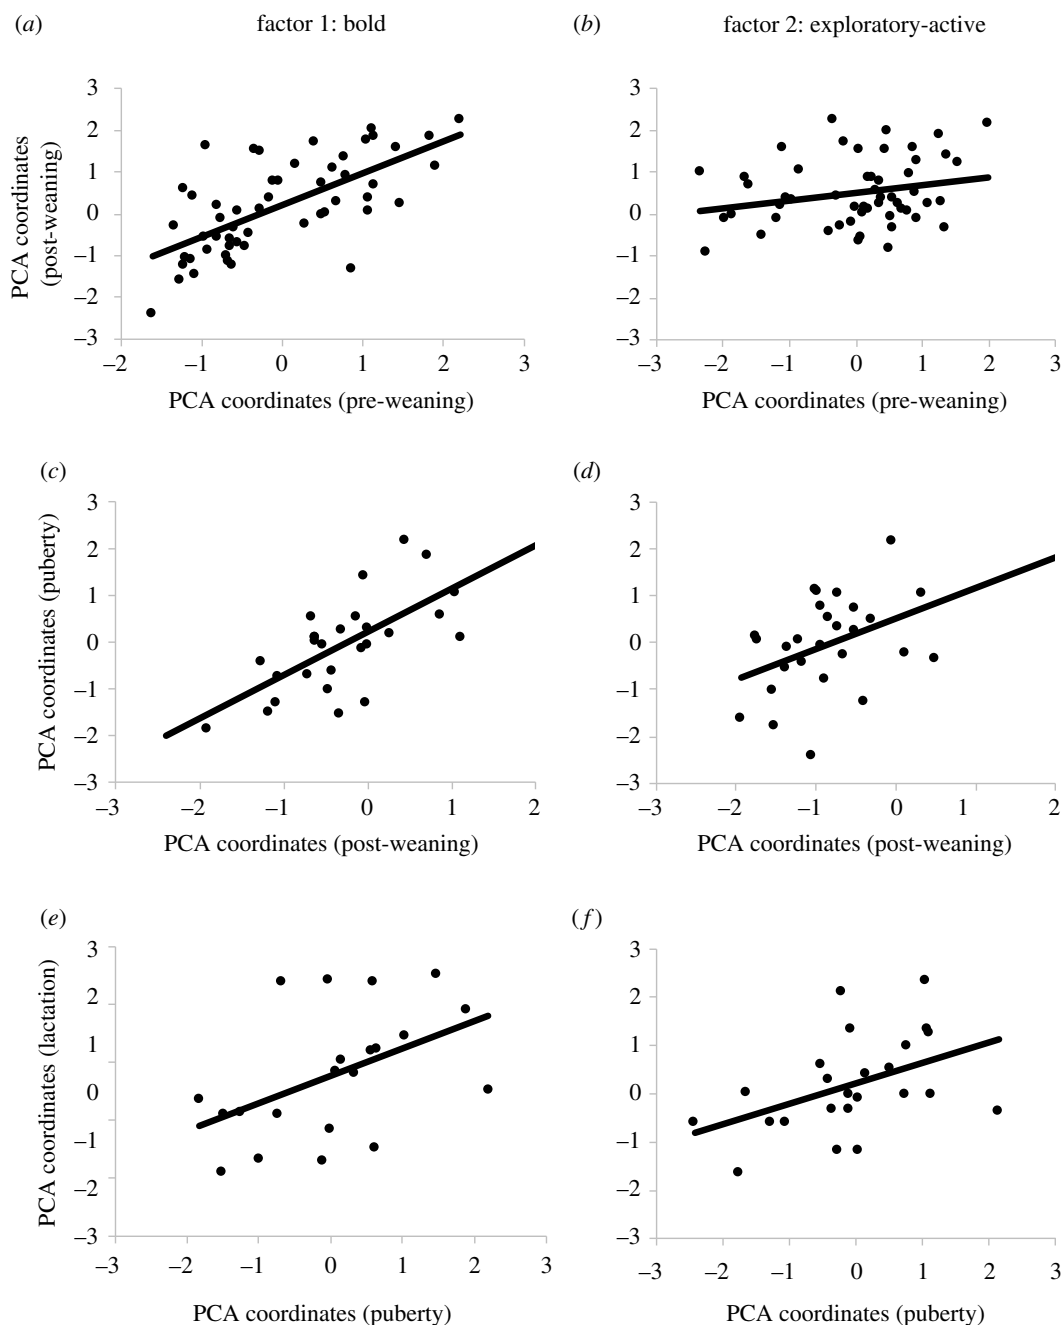 (a) factor 1: bold (b) factor 2: exploratory-active
PCA coordinates
(post-weaning)
3
2
1
0
–1
–2
–3
–2 –1 0 1 2 3
PCA coordinates (pre-weaning)
3
2
1
0
–1
–2
–3
–3 –2 –1 0 1 2 3
PCA coordinates (pre-weaning)
(c) (d)
PCA coordinates (puberty)
3
2
1
0
–1
–2
–3
–3 –2 –1 0 1 2
PCA coordinates (post-weaning)
3
2
1
0
–1
–2
–3
–3 –2 –1 0 1 2
PCA coordinates (post-weaning)
(e) (f)
PCA coordinates (lactation)
3
2
1
0
–1
–2
–3
–3 –2 –1 0 1 2 3
PCA coordinates (puberty)
3
2
1
0
–1
–2
–3
–3 –2 –1 0 1 2 3
PCA coordinates (puberty)